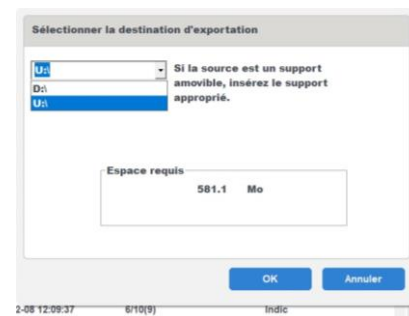 Sélectionner la destination d'exportation
U:\
Si la source est un support
amovible, insérez le support
approprié.
D:\
U:\
Espace requis
581.1 Mo
OK Annuler
2-08 12:09:37 6/10(9) Indic